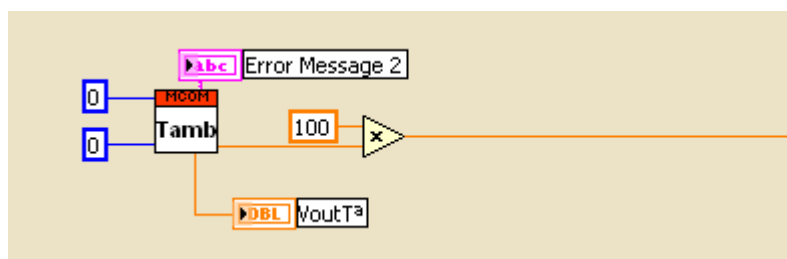 abc Error Message 2
0 MCOM
Tamb
0
100
×
DBL VoutTª